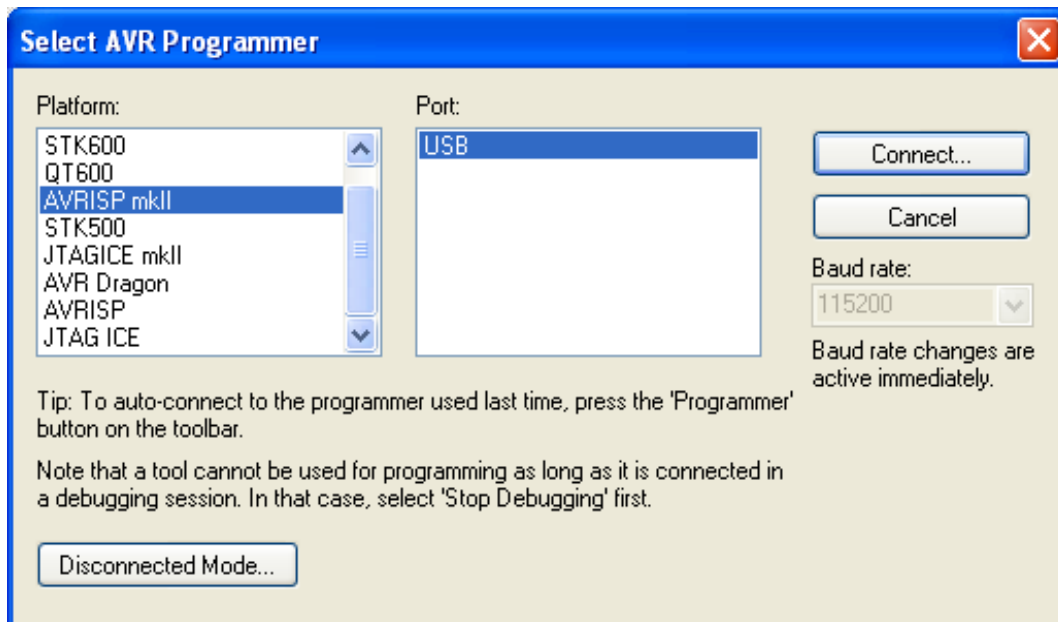 Select AVR Programmer
Platform:
STK600
QT600
AVRISP mkII
STK500
JTAGICE mkII
AVR Dragon
AVRISP
JTAG ICE
Port:
USB
Connect...
Cancel
Baud rate:
115200
Baud rate changes are
active immediately.
Tip: To auto-connect to the programmer used last time, press the 'Programmer'
button on the toolbar.
Note that a tool cannot be used for programming as long as it is connected in
a debugging session. In that case, select 'Stop Debugging' first.
Disconnected Mode...